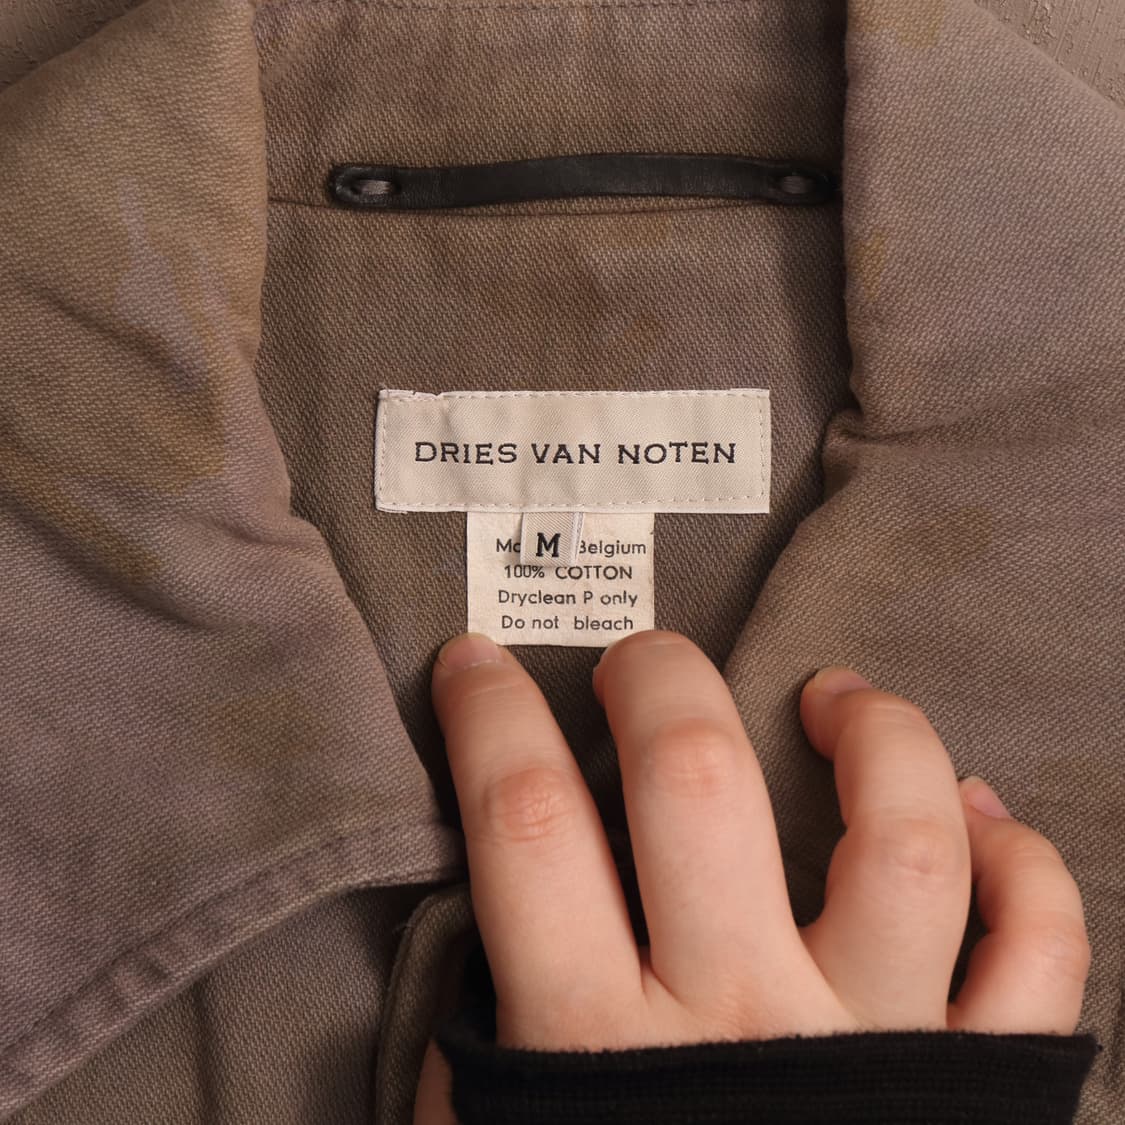 DRIES VAN NOTEN
M
Belgium
100% COTTON
Dryclean P only
Do not bleach